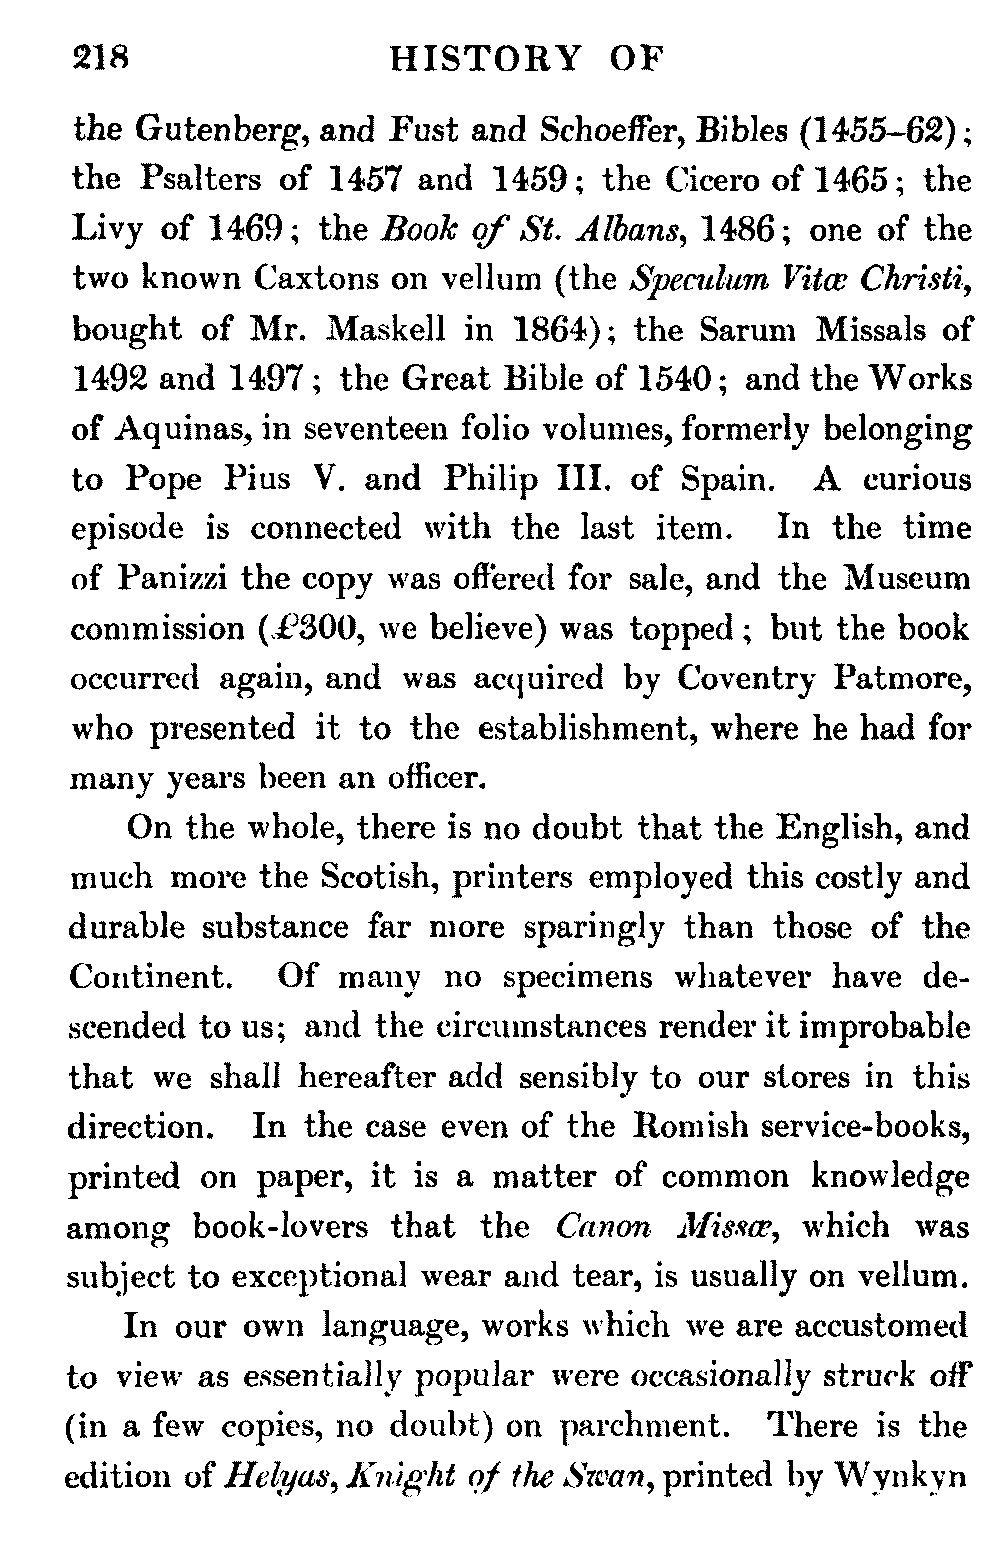 218 HISTORY OF
the Gutenberg, and Fust and Schoeffer, Bibles (1455–62);
the Psalters of 1457 and 1459; the Cicero of 1465; the
Livy of 1469; the Book of St. Albans, 1486; one of the
two known Caxtons on vellum (the Speculum Vitæ Christi,
bought of Mr. Maskell in 1864); the Sarum Missals of
1492 and 1497; the Great Bible of 1540; and the Works
of Aquinas, in seventeen folio volumes, formerly belonging
to Pope Pius V. and Philip III. of Spain. A curious
episode is connected with the last item. In the time
of Panizzi the copy was offered for sale, and the Museum
commission (£300, we believe) was topped; but the book
occurred again, and was acquired by Coventry Patmore,
who presented it to the establishment, where he had for
many years been an officer.
On the whole, there is no doubt that the English, and
much more the Scotish, printers employed this costly and
durable substance far more sparingly than those of the
Continent. Of many no specimens whatever have de-
scended to us; and the circumstances render it improbable
that we shall hereafter add sensibly to our stores in this
direction. In the case even of the Romish service-books,
printed on paper, it is a matter of common knowledge
among book-lovers that the Canon Missæ, which was
subject to exceptional wear and tear, is usually on vellum.
In our own language, works which we are accustomed
to view as essentially popular were occasionally struck off
(in a few copies, no doubt) on parchment. There is the
edition of Helyas, Knight of the Swan, printed by Wynkyn